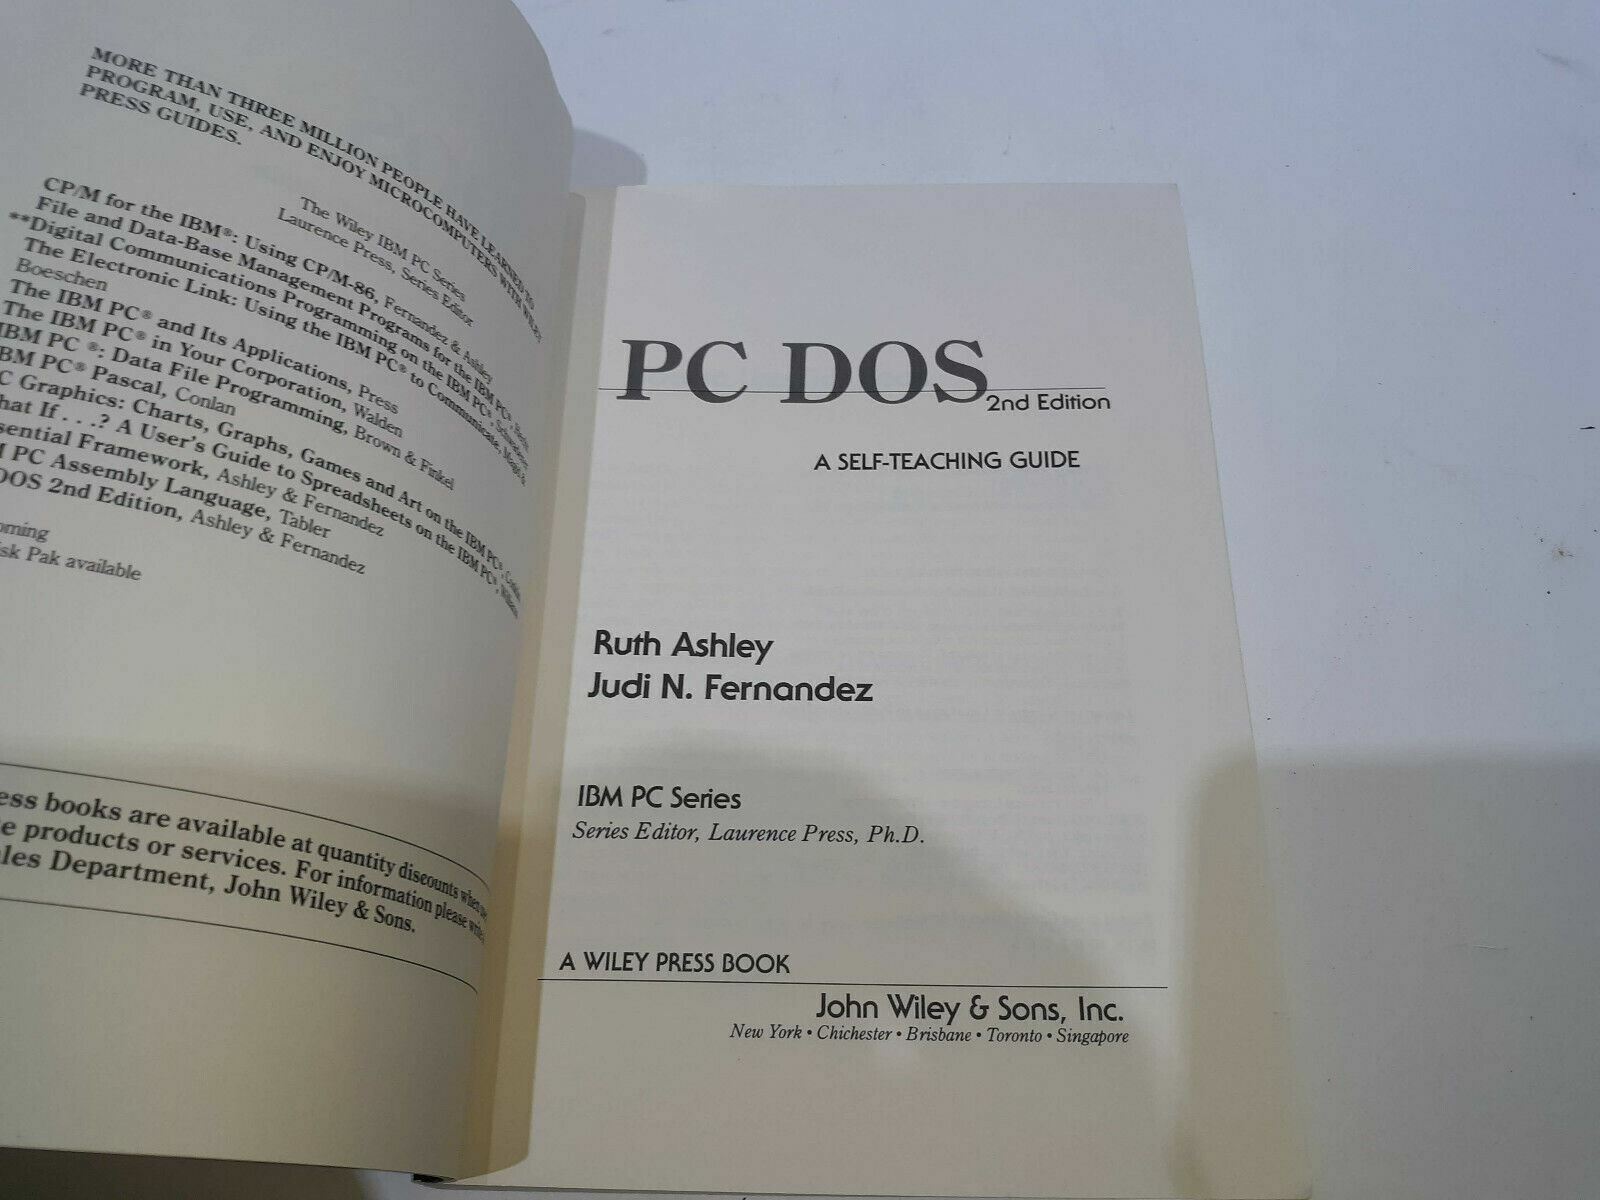 MORE THAN THREE MILLION PEOPLE HAVE LEARNED TO
PROGRAM, USE, AND ENJOY MICROCOMPUTERS WITH WILEY
PRESS GUIDES.
The Wiley IBM PC Series
Laurence Press, Series Editor
CP/M for the IBM®: Using CP/M-86, Fernandez & Ashley
File and Data-Base Management Programs for the IBM PC®,
**Digital Communications Programming on the IBM PC®,
The Electronic Link: Using the IBM PC® to Communicate,
Boeschen
The IBM PC® and Its Applications, Press
The IBM PC® in Your Corporation, Walden
IBM PC ®: Data File Programming, Brown & Finkel
BM PC® Pascal, Conlan
C Graphics: Charts, Graphs, Games and Art on the IBM PC®, Conklin
hat If . . .? A User's Guide to Spreadsheets on the IBM PC®, Williams
sential Framework, Ashley & Fernandez
PC Assembly Language, Tabler
DOS 2nd Edition, Ashley & Fernandez
oming
sk Pak available
ess books are available at quantity discounts when
e products or services. For information please write
ales Department, John Wiley & Sons.
PC DOS
2nd Edition
A SELF-TEACHING GUIDE
Ruth Ashley
Judi N. Fernandez
IBM PC Series
Series Editor, Laurence Press, Ph.D.
A WILEY PRESS BOOK
John Wiley & Sons, Inc.
New York • Chichester • Brisbane • Toronto • Singapore